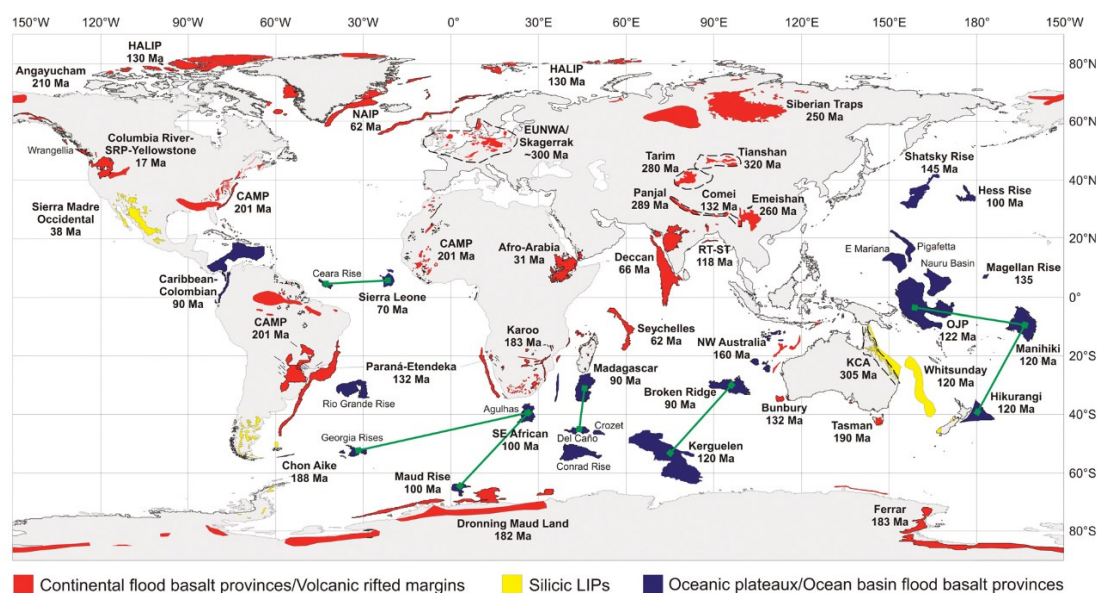 150°W 120°W 90°W 60°W 30°W 0°E 30°E 60°E 90°E 120°E 150°E 180° 150°W
HALIP
130 Ma
Angayucham
210 Ma
HALIP
130 Ma
80°N
NAIP
62 Ma
Siberian Traps
250 Ma
60°N
Columbia River-
SRP-Yellowstone
17 Ma
Wrangellia
EUNWA/
Skagerrak
~300 Ma
Tianshan
320 Ma
Tarim
280 Ma
Shatsky Rise
145 Ma
Hess Rise
100 Ma
40°N
Panjal
289 Ma
Comei
132 Ma
Emeishan
260 Ma
CAMP
201 Ma
Sierra Madre
Occidental
38 Ma
20°N
CAMP
201 Ma
Afro-Arabia
31 Ma
Deccan
66 Ma
RT-ST
118 Ma
E Mariana
Pigafetta
Nauru Basin
Magellan Rise
135
Caribbean-
Colombian
90 Ma
Ceara Rise
Sierra Leone
70 Ma
0°
OJP
122 Ma
Manihiki
120 Ma
CAMP
201 Ma
Karoo
183 Ma
Seychelles
62 Ma
NW Australia
160 Ma
20°S
Paraná-Etendeka
132 Ma
Madagascar
90 Ma
KCA
305 Ma
Whitsunday
120 Ma
Broken Ridge
90 Ma
Hikurangi
120 Ma
Rio Grande Rise
Agulhas
Bunbury
132 Ma
40°S
SE African
100 Ma
Crozet
Del Caño
Tasman
190 Ma
Georgia Rises
Conrad Rise
Kerguelen
120 Ma
Chon Aike
188 Ma
60°S
Maud Rise
100 Ma
Dronning Maud Land
182 Ma
Ferrar
183 Ma
80°S
Continental flood basalt provinces/Volcanic rifted margins
Silicic LIPs
Oceanic plateaux/Ocean basin flood basalt provinces